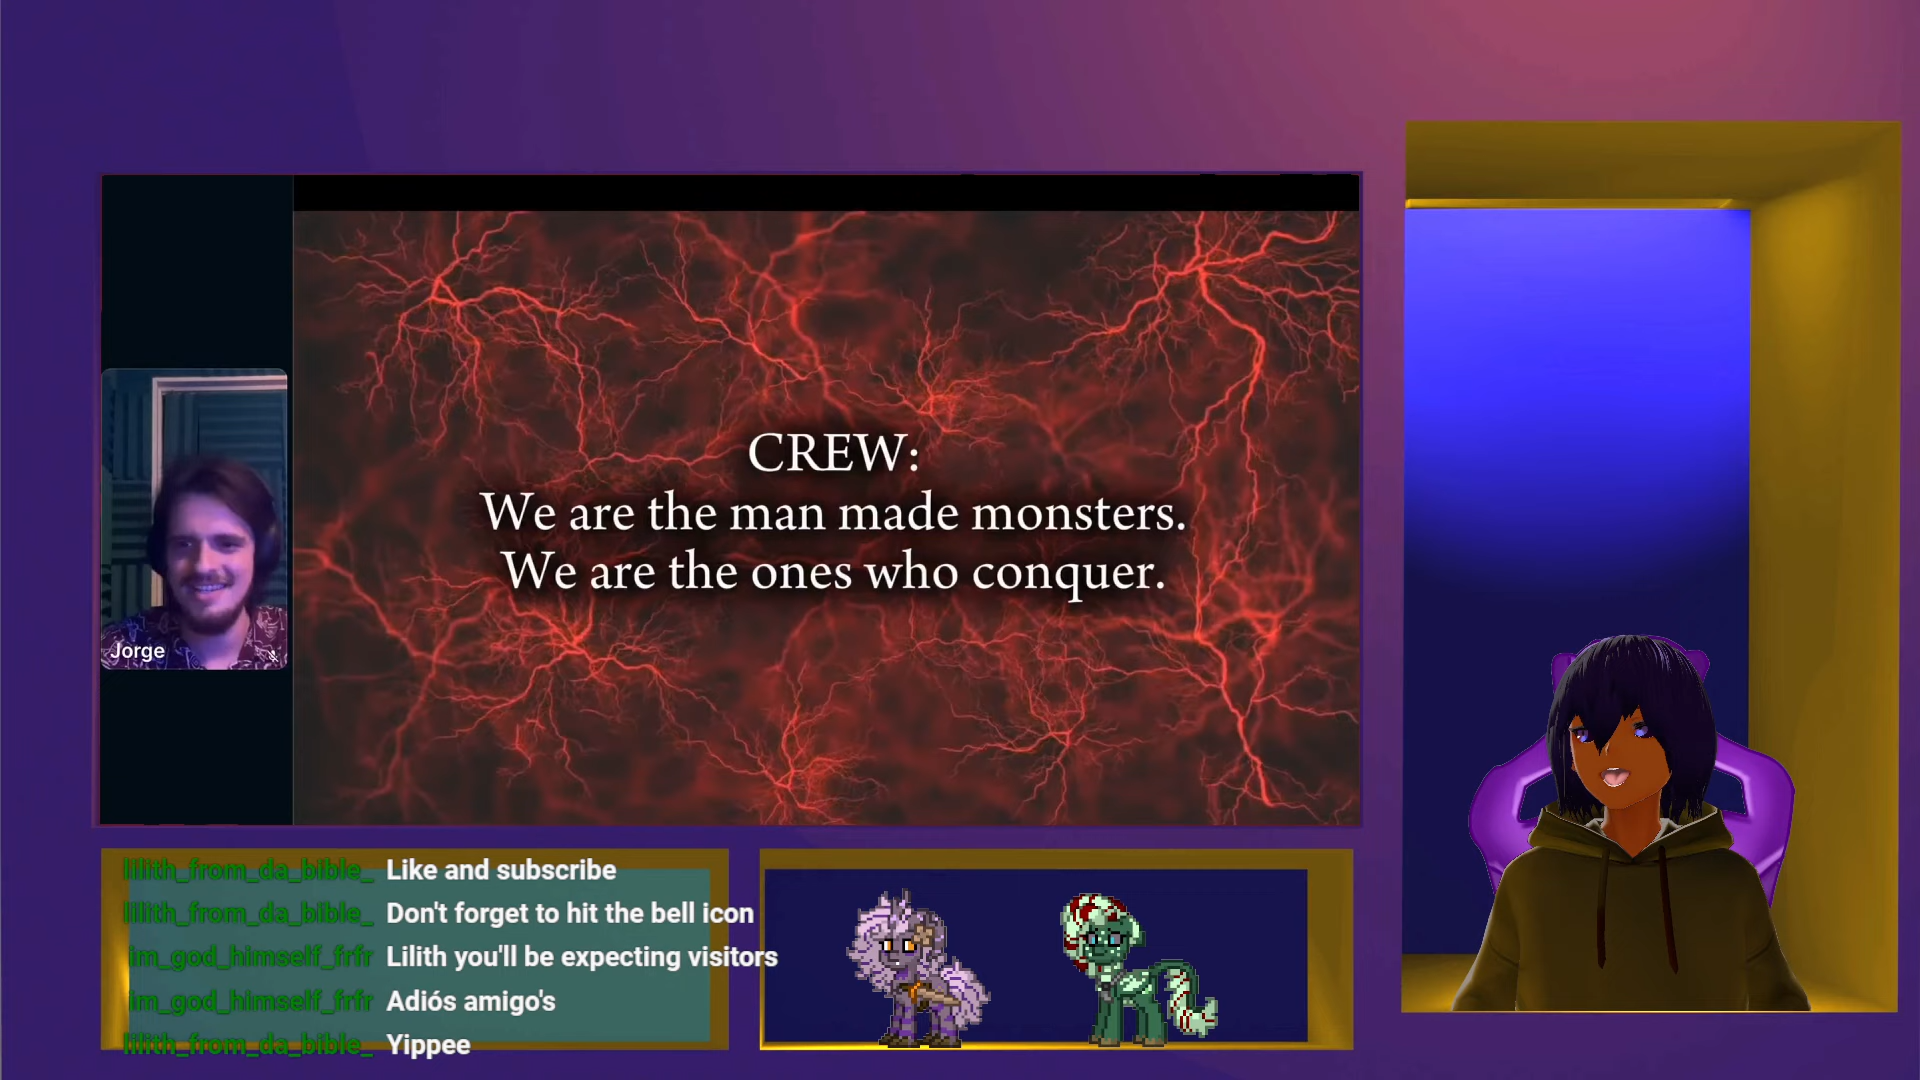 CREW:
We are the man made monsters.
We are the ones who conquer.
Jorge
lilith_from_da_bible_ Like and subscribe
lilith_from_da_bible_ Don't forget to hit the bell icon
im_god_himself_frfr Lilith you'll be expecting visitors
im_god_himself_frfr Adiós amigo's
lilith_from_da_bible_ Yippee